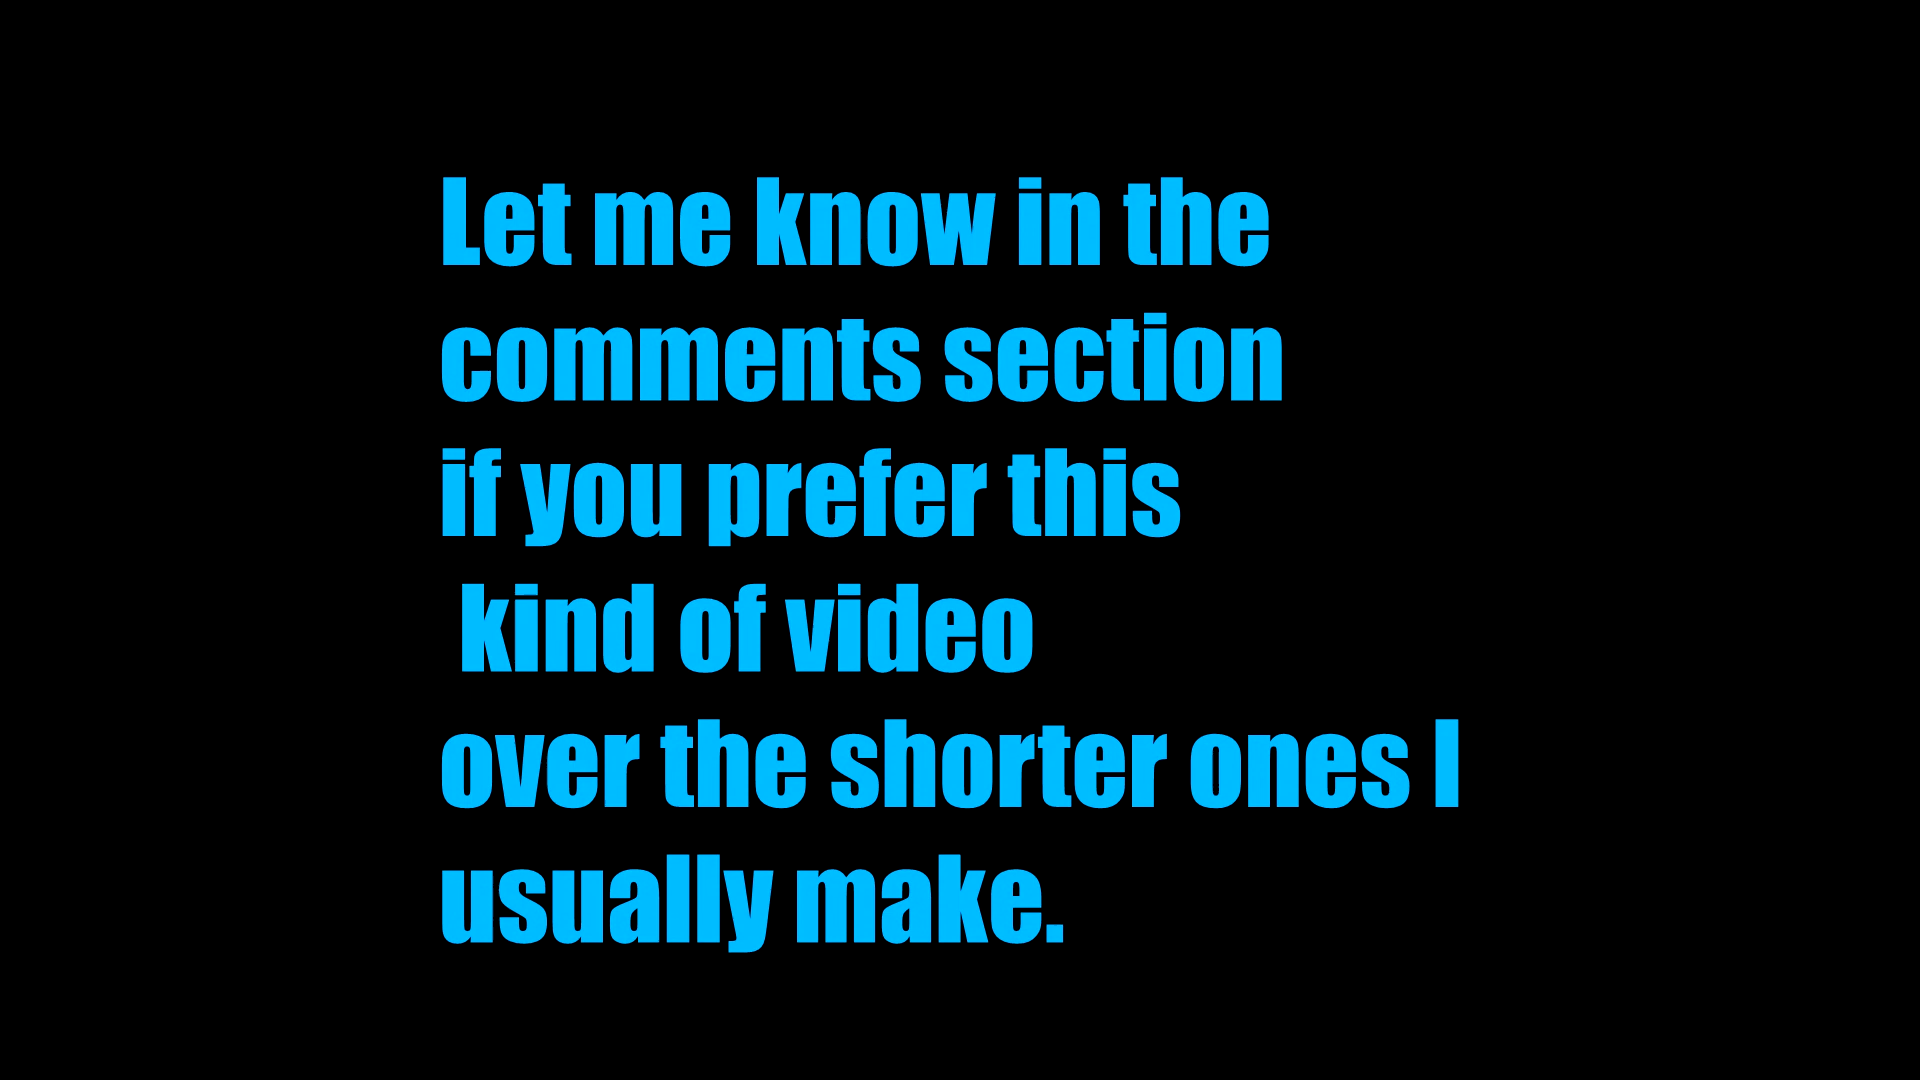 Let me know in the
comments section
if you prefer this
kind of video
over the shorter ones I
usually make.